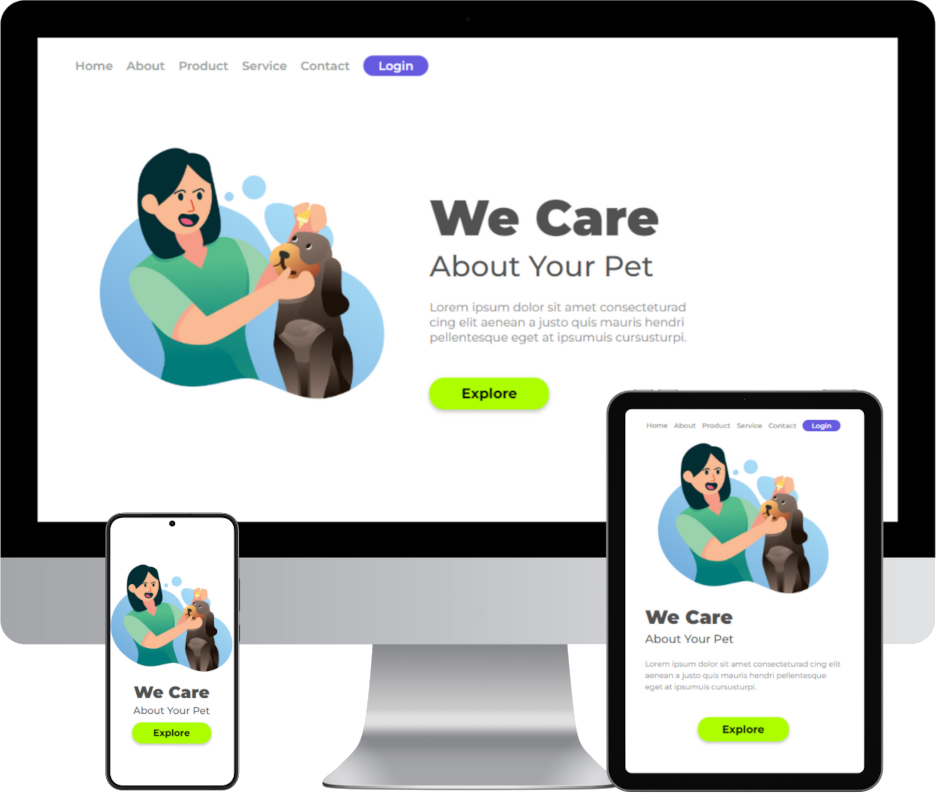 Home About Product Service Contact Login
We Care
About Your Pet
Lorem ipsum dolor sit amet consecteturad
cing elit aenean a justo quis mauris hendri
pellentesque eget at ipsumuis cursusturpi.
Explore
Home About Product Service Contact Login
We Care
About Your Pet
Lorem ipsum dolor sit amet consecteturad cing elit
aenean a justo quis mauris hendri pellentesque
eget at ipsumuis cursusturpi.
Explore
We Care
About Your Pet
Explore